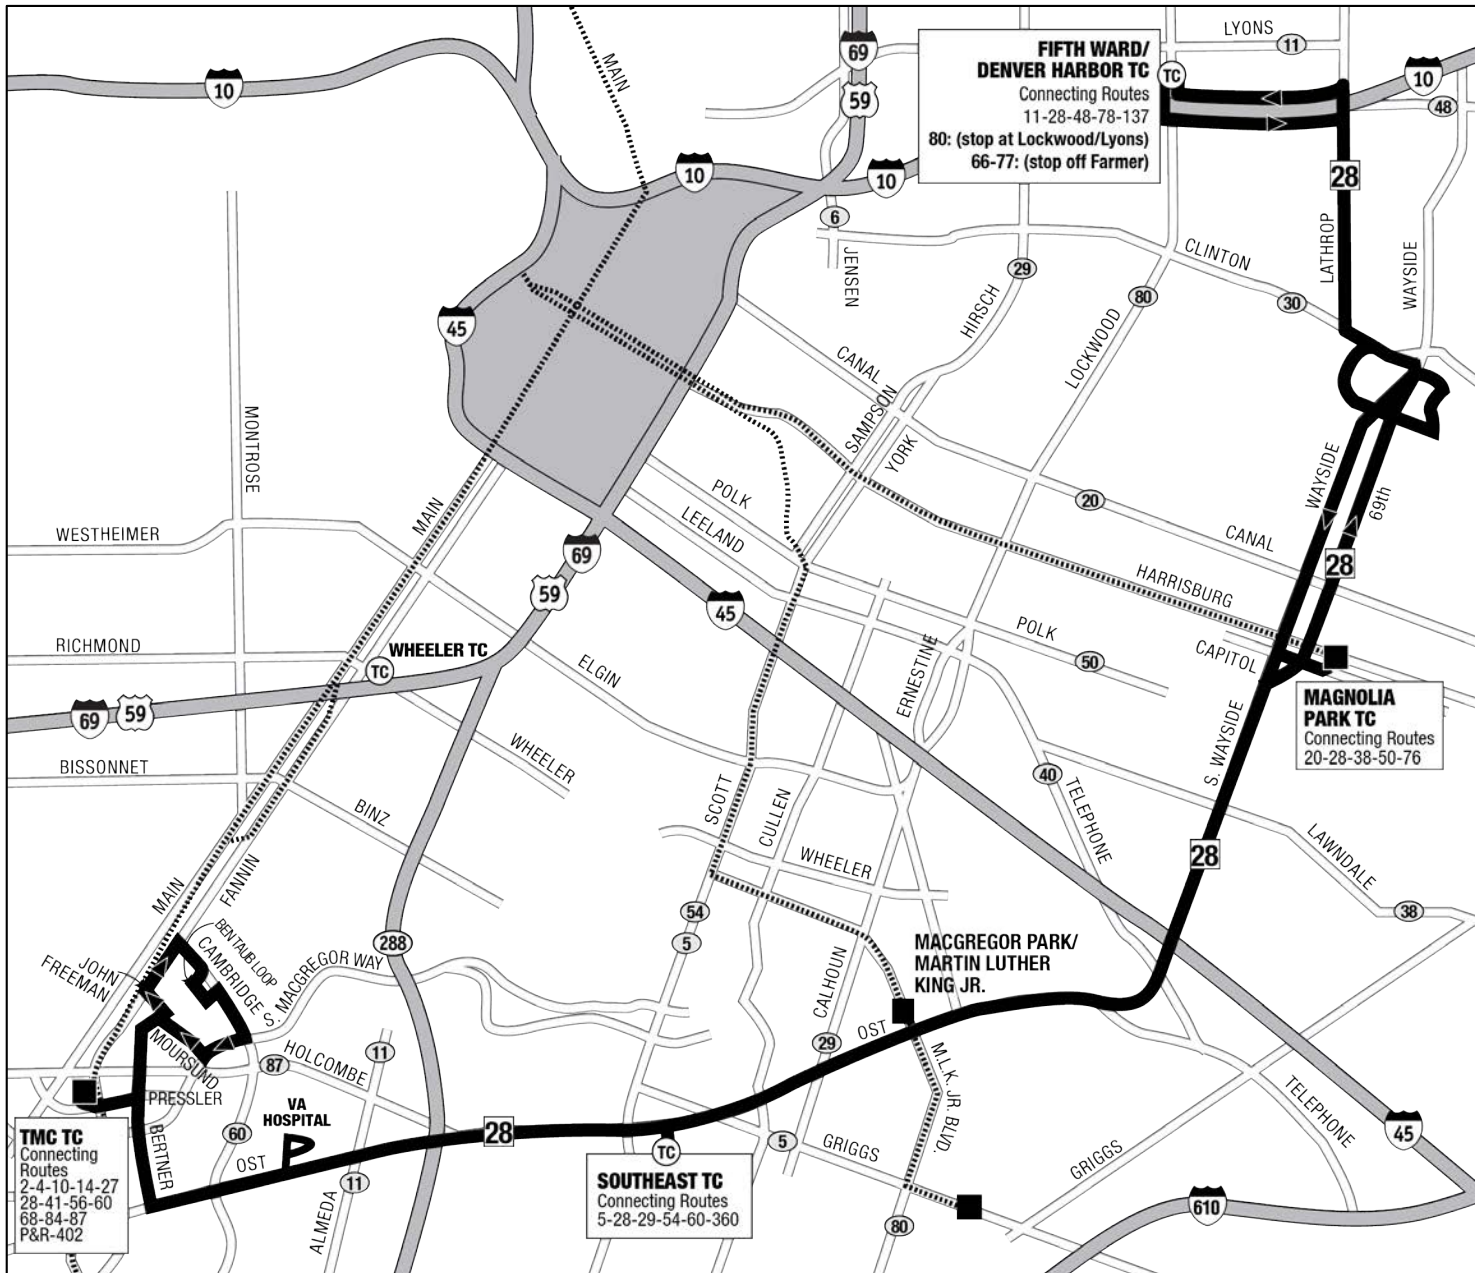 LYONS
11
FIFTH WARD/
DENVER HARBOR TC
Connecting Routes
11-28-48-78-137
80: (stop at Lockwood/Lyons)
66-77: (stop off Farmer)
TC
69
59
MAIN
10
10
10
10
48
28
6
JENSEN
29
HIRSCH
CLINTON
LATHROP
WAYSIDE
80
30
LOCKWOOD
45
CANAL
SAMPSON
YORK
MONTROSE
MAIN
POLK
LEELAND
20
WAYSIDE
69th
CANAL
WESTHEIMER
69
59
45
HARRISBURG
28
RICHMOND
WHEELER TC
TC
ELGIN
ERNESTINE
POLK
50
CAPITOL
MAGNOLIA
PARK TC
Connecting Routes
20-28-38-50-76
69
59
BISSONNET
WHEELER
BINZ
SCOTT
CULLEN
S. WAYSIDE
40
TELEPHONE
28
LAWNDALE
38
WHEELER
MAIN
FANNIN
54
5
288
BEN TAUB LOOP
CAMBRIDGE
JOHN
FREEMAN
S. MACGREGOR WAY
MACGREGOR PARK/
MARTIN LUTHER
KING JR.
CALHOUN
OST
29
M.L.K. JR. BLVD.
MOURSUND
87
HOLCOMBE
11
PRESSLER
VA
HOSPITAL
BERTNER
60
OST
28
ALMEDA
11
TMC TC
Connecting
Routes
2-4-10-14-27
28-41-56-60
68-84-87
P&R-402
TC
SOUTHEAST TC
Connecting Routes
5-28-29-54-60-360
5
GRIGGS
80
GRIGGS
TELEPHONE
45
610